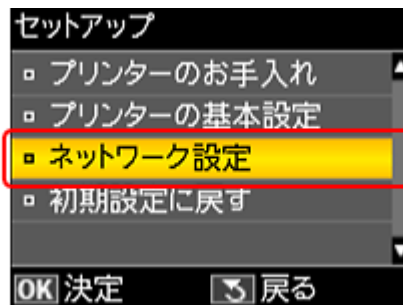 セットアップ
プリンターのお手入れ
プリンターの基本設定
ネットワーク設定
初期設定に戻す
OK 決定 戻る